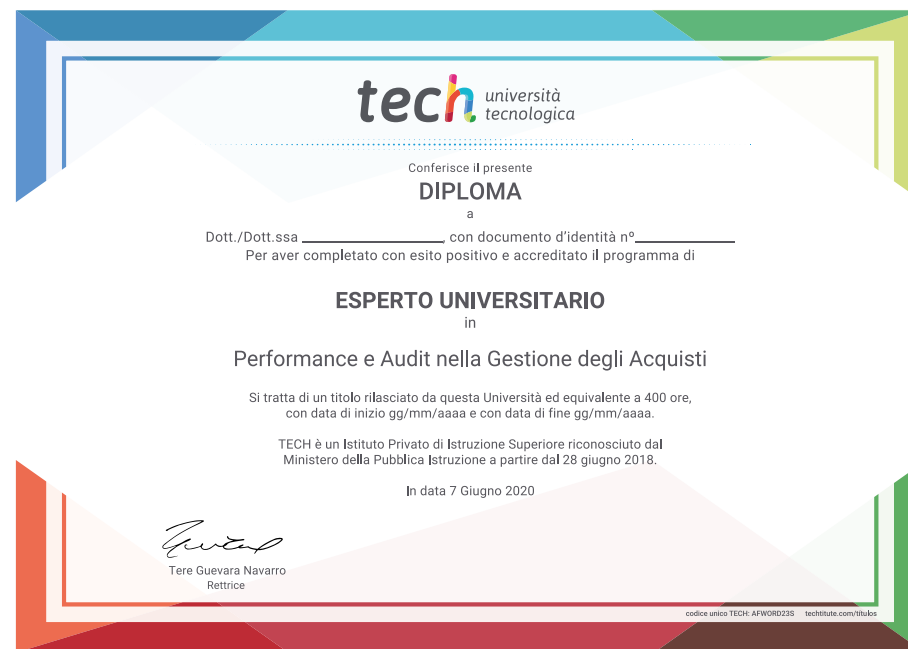 tech università
tecnologica
Conferisce il presente
DIPLOMA
a
Dott./Dott.ssa ______________, con documento d'identità nº__________
Per aver completato con esito positivo e accreditato il programma di
ESPERTO UNIVERSITARIO
in
Performance e Audit nella Gestione degli Acquisti
Si tratta di un titolo rilasciato da questa Università ed equivalente a 400 ore,
con data di inizio gg/mm/aaaa e con data di fine gg/mm/aaaa.
TECH è un Istituto Privato di Istruzione Superiore riconosciuto dal
Ministero della Pubblica Istruzione a partire dal 28 giugno 2018.
In data 7 Giugno 2020
Tere Guevara Navarro
Rettrice
codice unico TECH: AFWORD23S techtitute.com/titulos